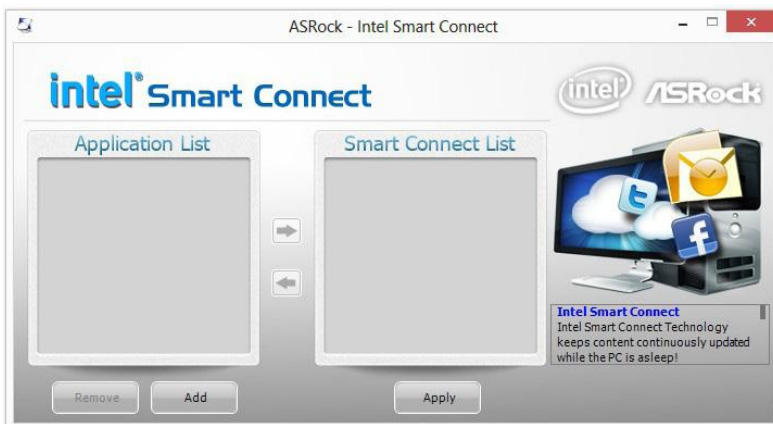 ASRock - Intel Smart Connect
intel Smart Connect
intel ASRock
Application List
Smart Connect List
Intel Smart Connect
Intel Smart Connect Technology
keeps content continuously updated
while the PC is asleep!
Remove
Add
Apply